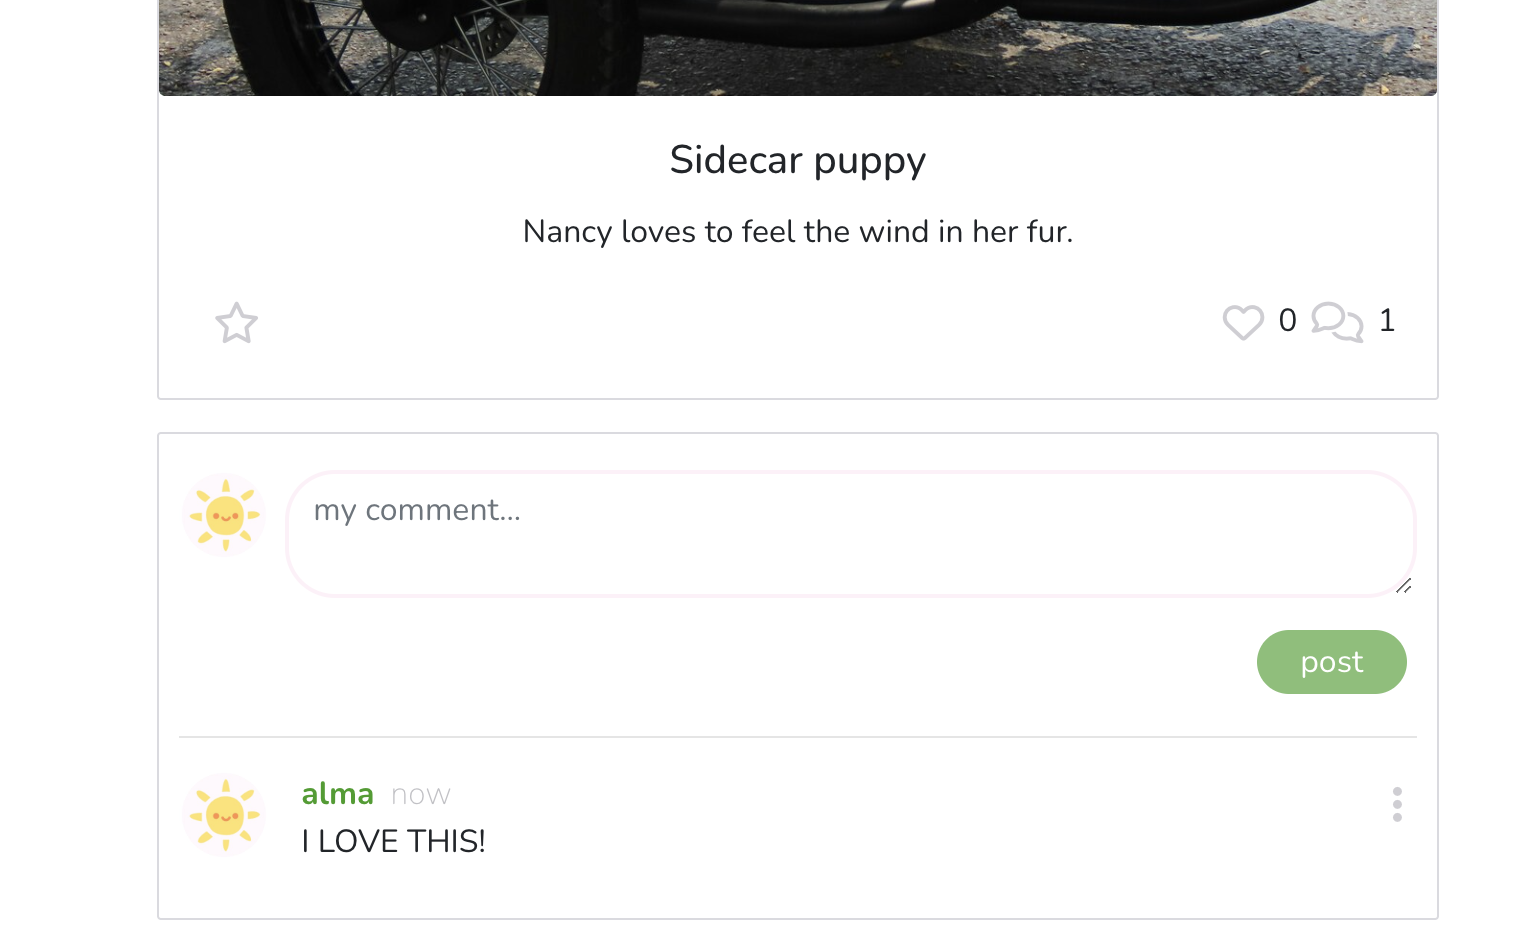 Sidecar puppy
Nancy loves to feel the wind in her fur.
0 1
my comment...
post
alma now
I LOVE THIS!